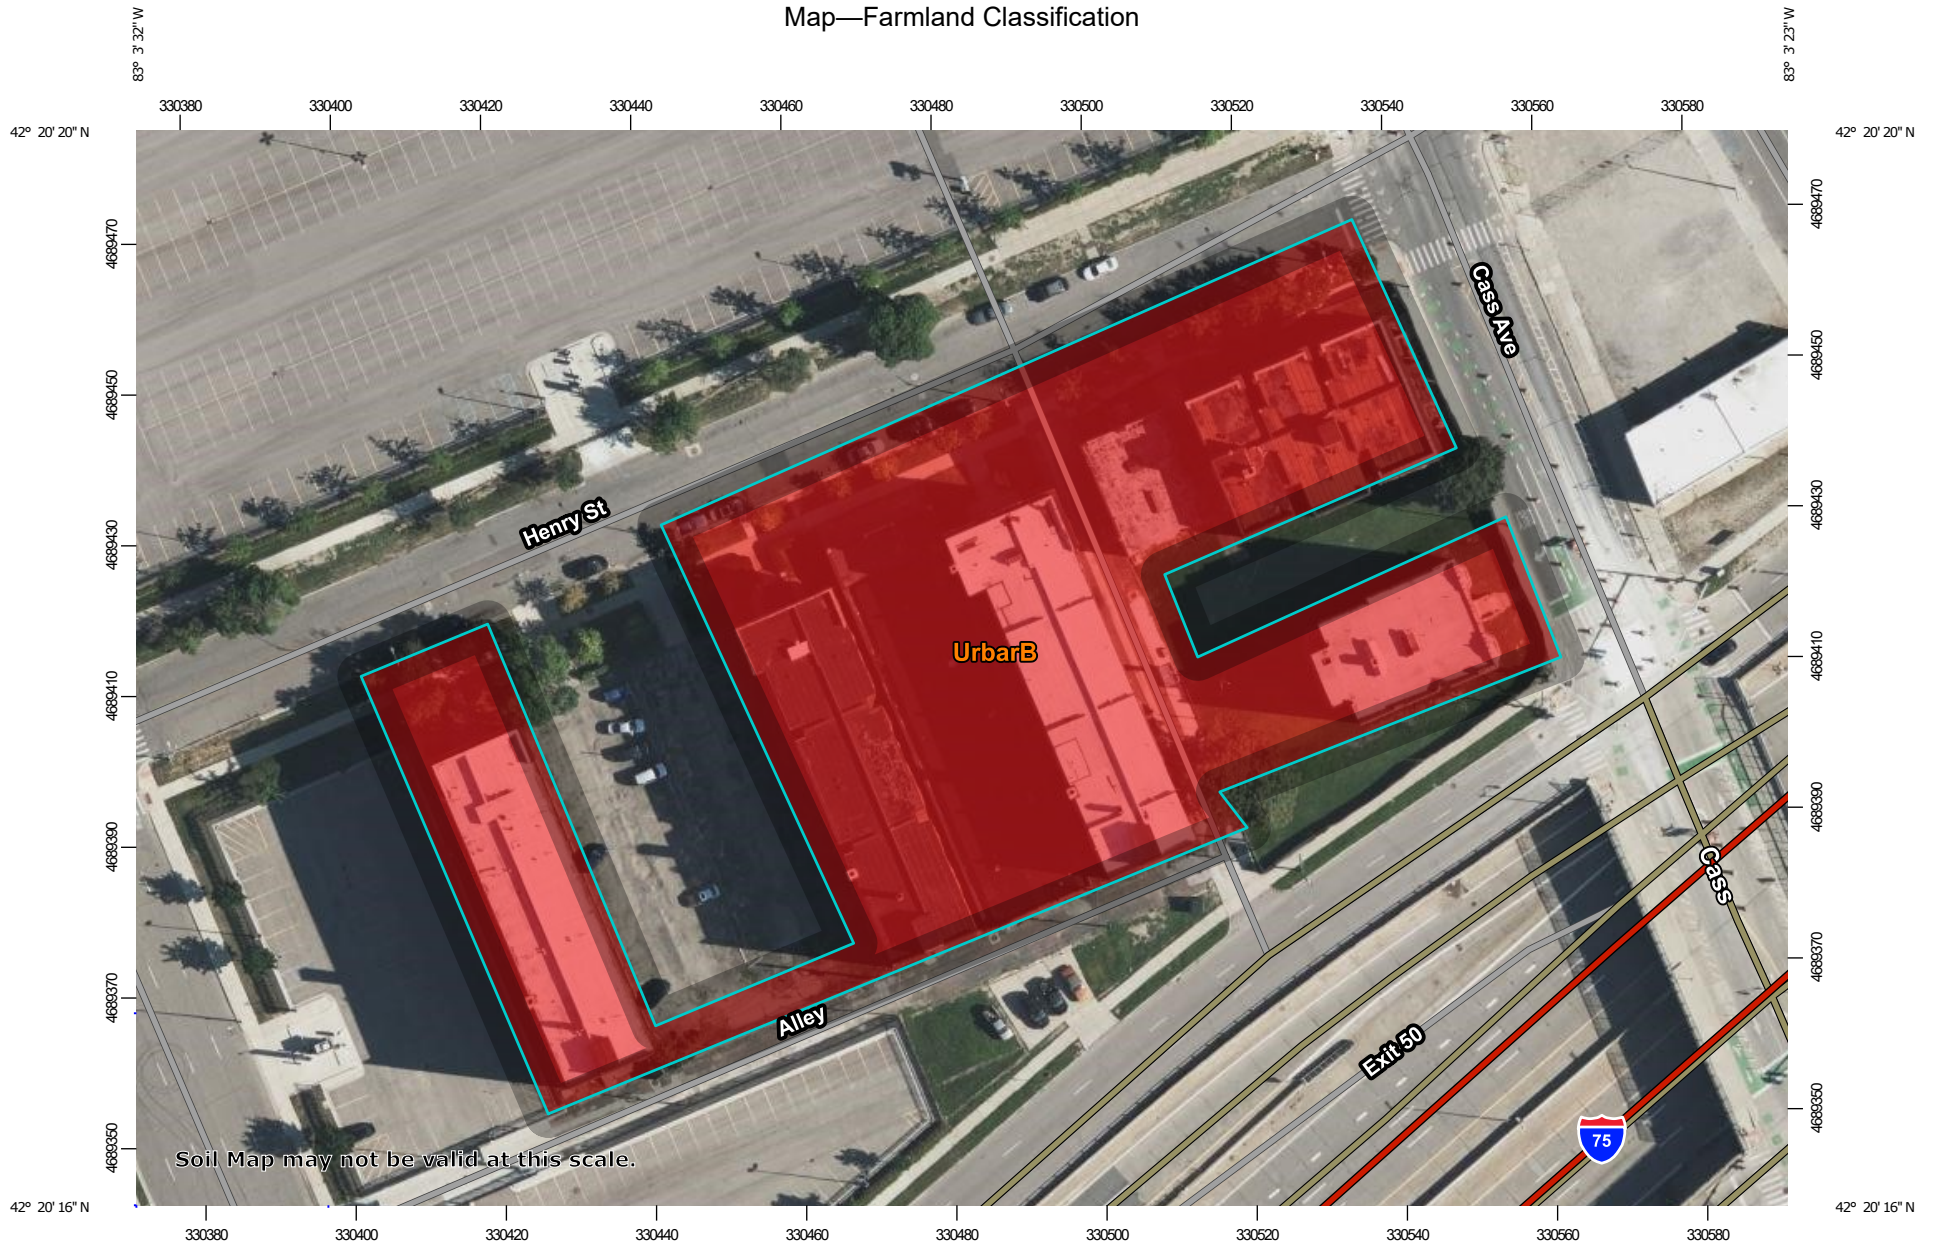 Map—Farmland Classification
83° 3' 32" W
83° 3' 23" W
330380 330400 330420 330440 330460 330480 330500 330520 330540 330560 330580
42° 20' 20" N
42° 20' 20" N
4689470
4689470
Cass Ave
4689450
4689450
Henry St
4689430
4689430
UrbarB
4689410
4689410
4689390
4689390
Cass
4689370
4689370
Alley
Exit 50
4689350
4689350
75
Soil Map may not be valid at this scale.
42° 20' 16" N
42° 20' 16" N
330380 330400 330420 330440 330460 330480 330500 330520 330540 330560 330580